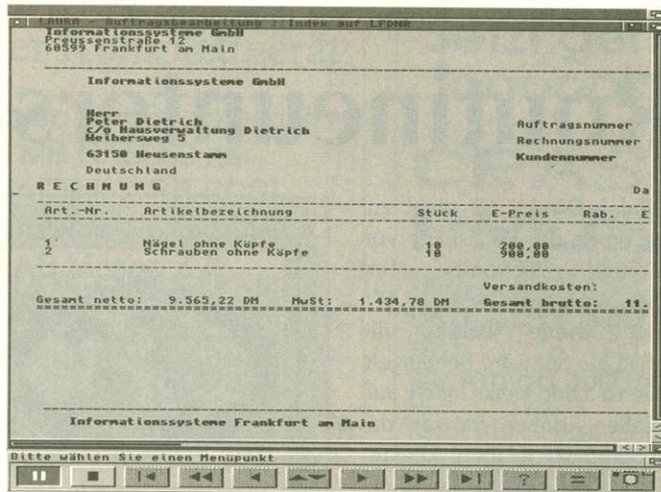 LAURA - Auftragsbearbeitung : Index auf LFDNR
Informationssysteme GmbH
Preussenstraße 12
60599 Frankfurt am Main
Informationssysteme GmbH
Herr
Peter Dietrich
c/o Hausverwaltung Dietrich
Weihersweg 5
63150 Heusenstamm
Deutschland
Auftragsnummer
Rechnungsnummer
Kundennummer
RECHNUNG Da
Art.-Nr. Artikelbezeichnung Stück E-Preis Rab. E
1 Nägel ohne Köpfe 10 200,00
2 Schrauben ohne Köpfe 10 900,00
Versandkosten:
Gesamt netto: 9.565,22 DM MwSt: 1.434,78 DM Gesamt brutto: 11.
Informationssysteme Frankfurt am Main
Bitte wählen Sie einen Menüpunkt